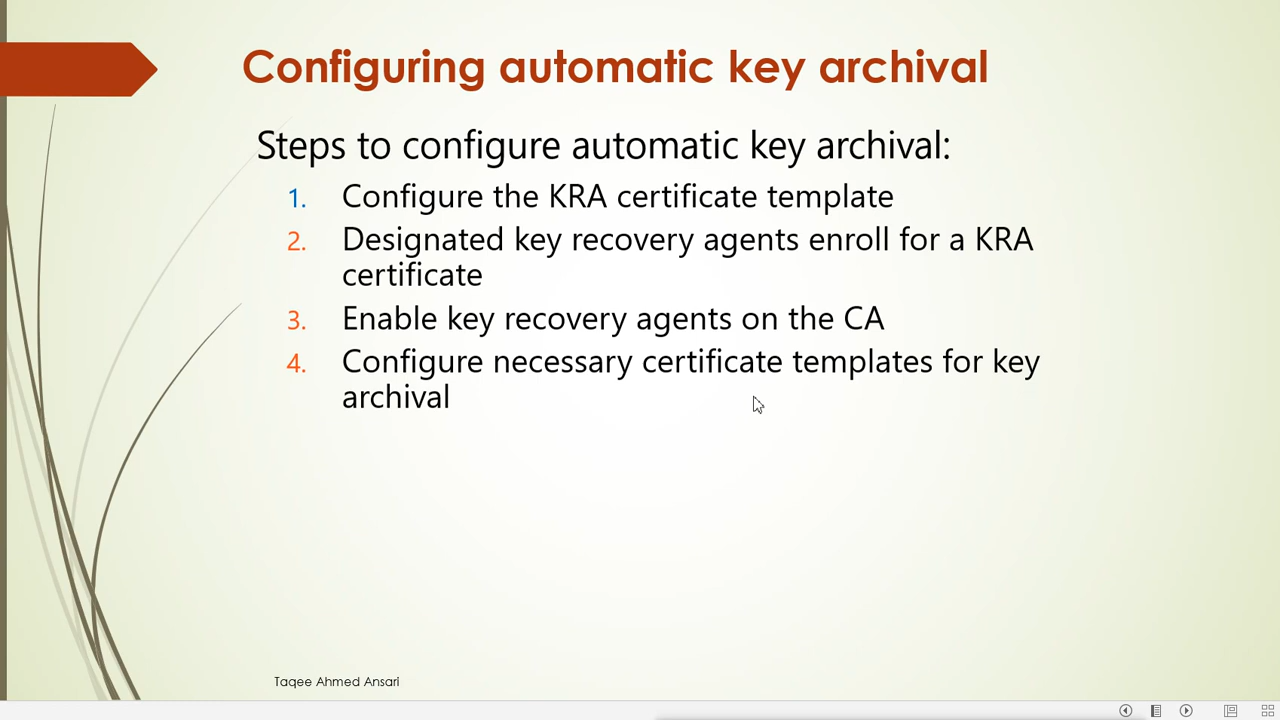 Configuring automatic key archival
Steps to configure automatic key archival:
1. Configure the KRA certificate template
2. Designated key recovery agents enroll for a KRA
certificate
3. Enable key recovery agents on the CA
4. Configure necessary certificate templates for key
archival
Taqee Ahmed Ansari